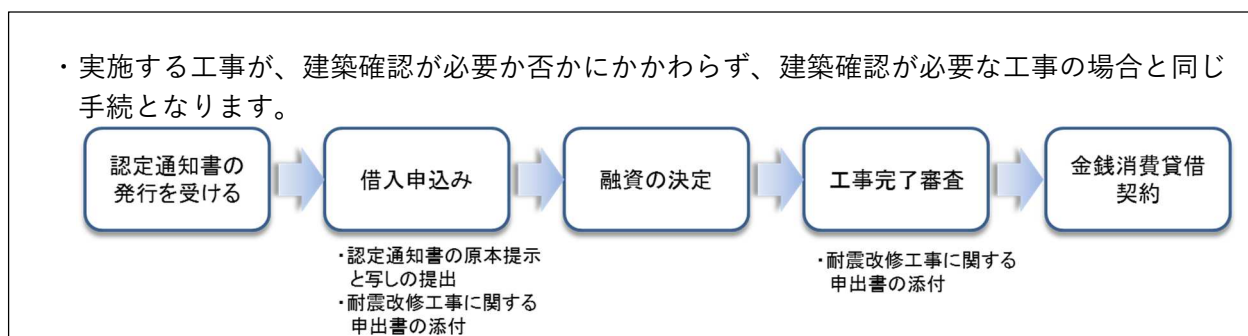 ・実施する工事が、建築確認が必要か否かにかかわらず、建築確認が必要な工事の場合と同じ
手続となります。
認定通知書の
発行を受ける
借入申込み
融資の決定
工事完了審査
金銭消費貸借
契約
・認定通知書の原本提示
と写しの提出
・耐震改修工事に関する
申出書の添付
・耐震改修工事に関する
申出書の添付